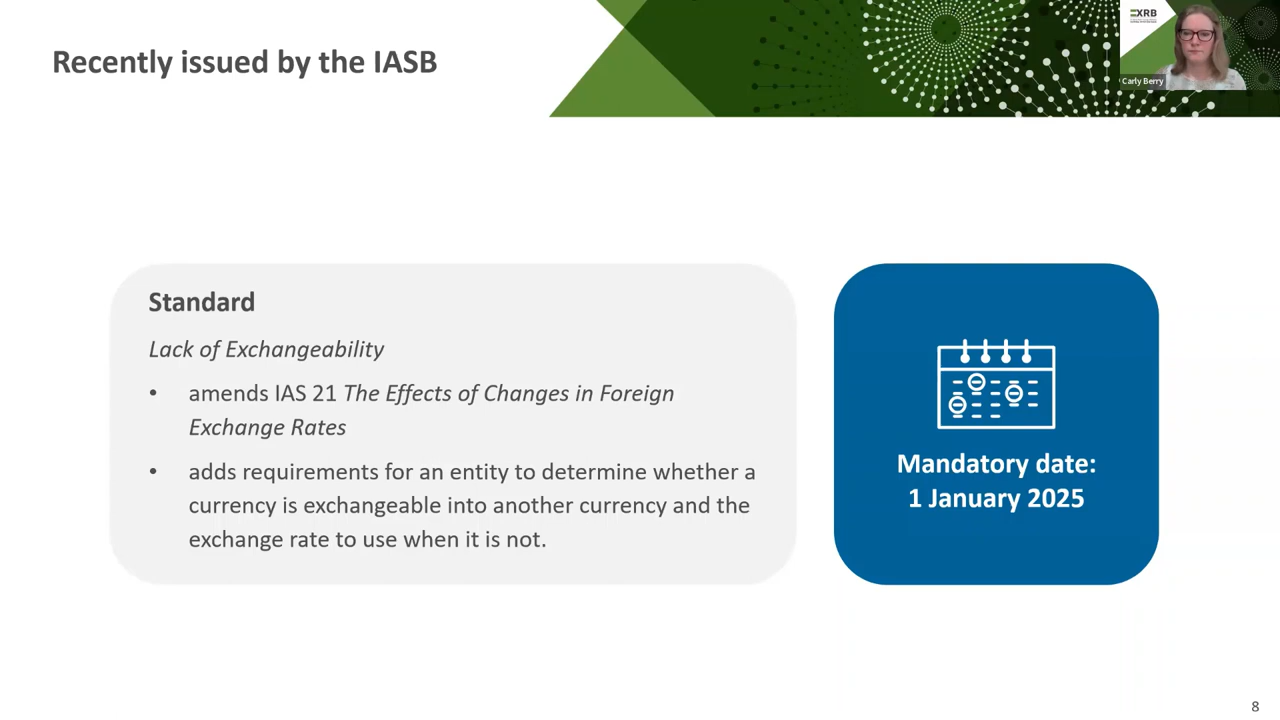 Recently issued by the IASB
XRB
Carly Berry
Standard
Lack of Exchangeability
• amends IAS 21 The Effects of Changes in Foreign
Exchange Rates
• adds requirements for an entity to determine whether a
currency is exchangeable into another currency and the
exchange rate to use when it is not.
Mandatory date:
1 January 2025
8